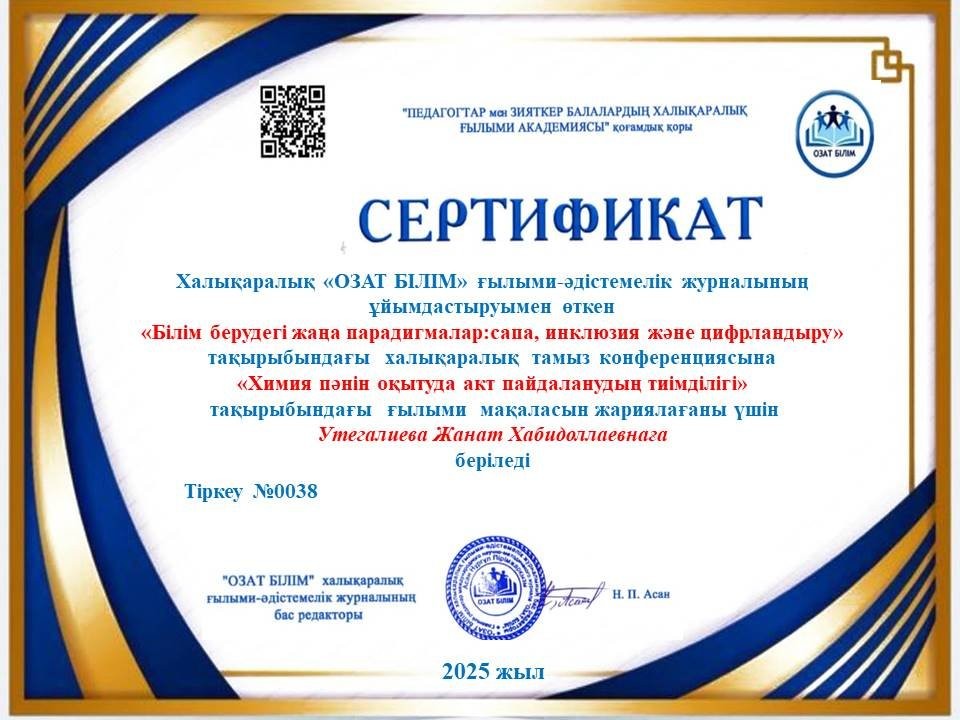 "ПЕДАГОГТАР мен ЗИЯТКЕР БАЛАЛАРДЫҢ ХАЛЫҚАРАЛЫҚ
ҒЫЛЫМИ АКАДЕМИЯСЫ" қоғамдық қоры
ОЗАТ БІЛІМ
СЕРТИФИКАТ
Халықаралық «ОЗАТ БІЛІМ» ғылыми-әдістемелік журналының
ұйымдастыруымен өткен
«Білім берудегі жаңа парадигмалар:сапа, инклюзия және цифрландыру»
тақырыбындағы халықаралық тамыз конференциясына
«Химия пәнін оқытуда акт пайдаланудың тиімділігі»
тақырыбындағы ғылыми мақаласын жариялағаны үшін
Утегалиева Жанат Хабидоллаевнаға
беріледі
Тіркеу №0038
"ОЗАТ БІЛІМ" халықаралық
ғылыми-әдістемелік журналының
бас редакторы
ОЗАТ БІЛІМ
Н. П. Асан
2025 жыл